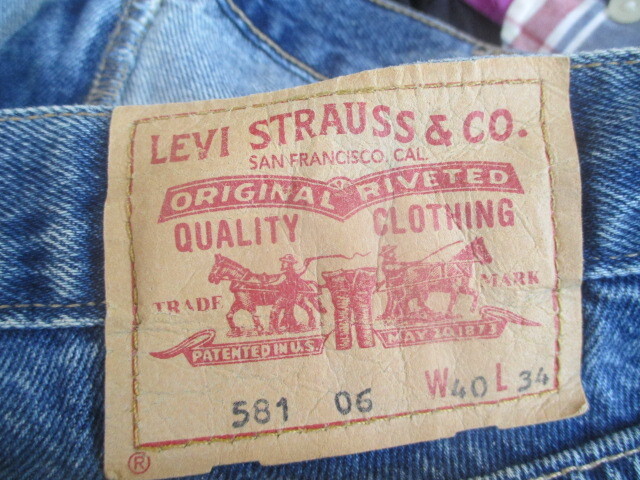 LEVI STRAUSS & CO.
SAN FRANCISCO, CAL.
ORIGINAL RIVETED
QUALITY CLOTHING
TRADE MARK
PATENTED IN U.S. MAY 20.1873
581 06 W40 L 34
®